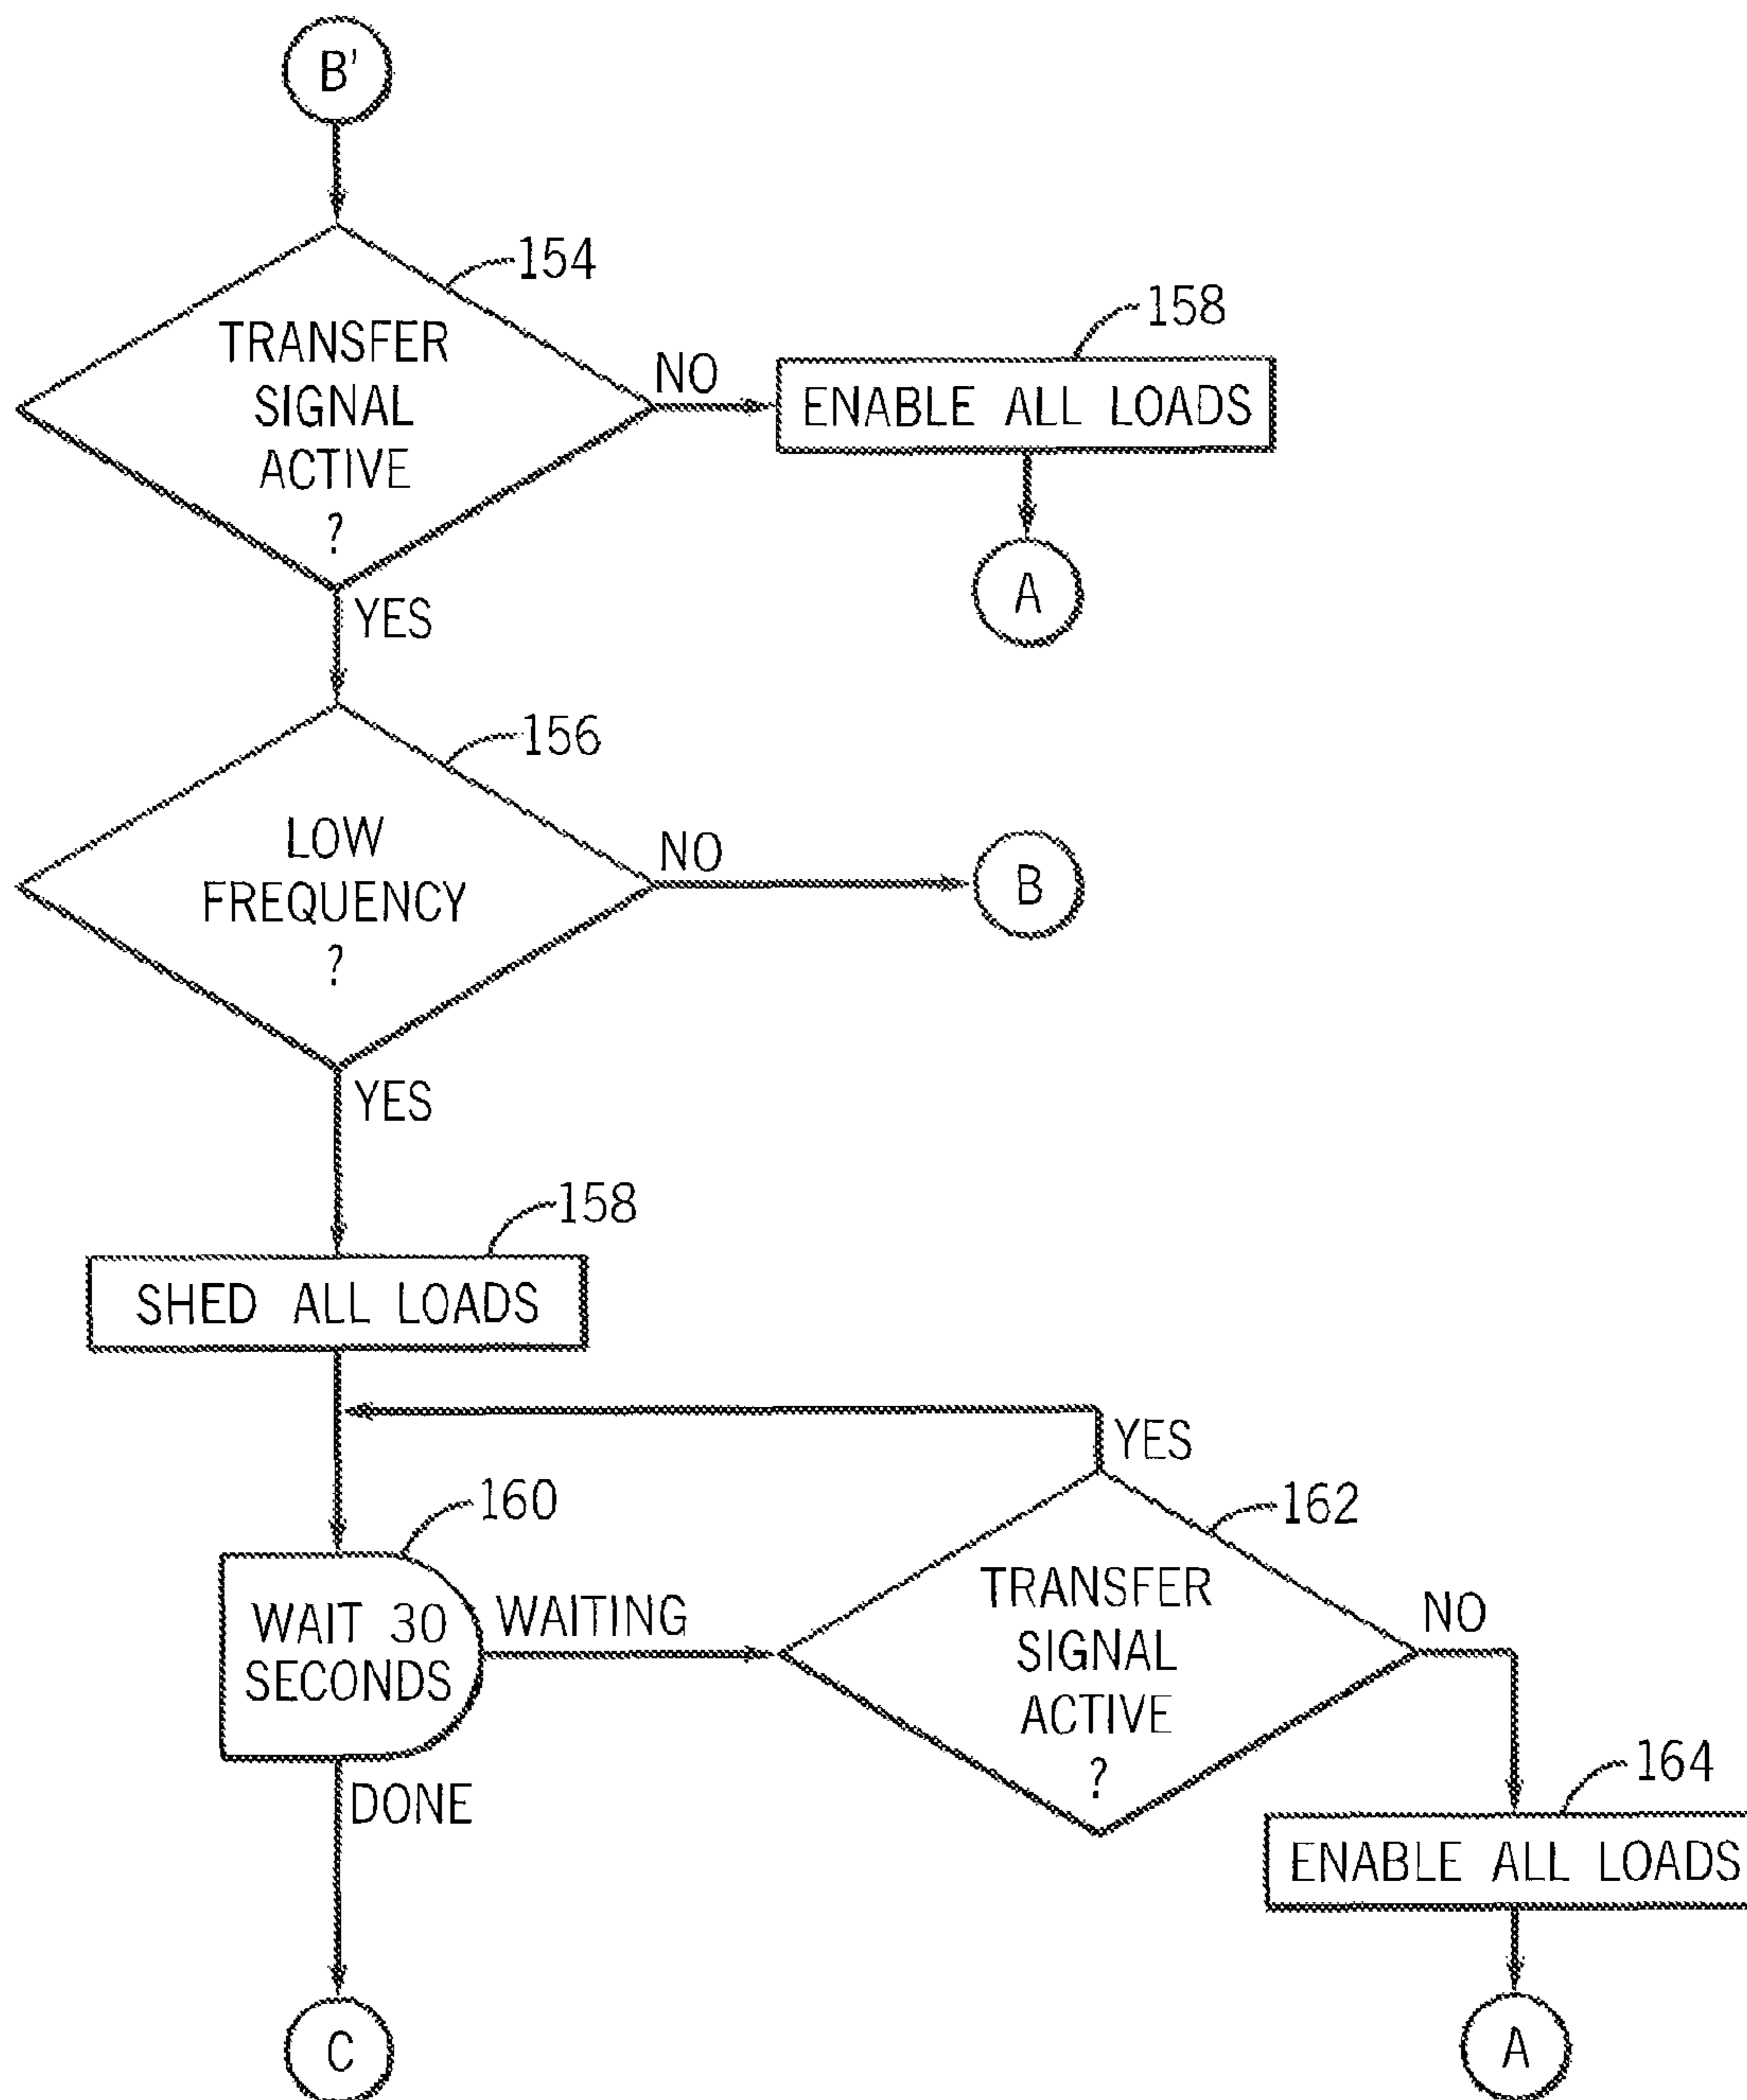 B'
154
TRANSFER
SIGNAL
ACTIVE
?
NO
158
ENABLE ALL LOADS
A
YES
156
LOW
FREQUENCY
?
NO
B
YES
158
SHED ALL LOADS
YES
160
WAIT 30
SECONDS
WAITING
162
TRANSFER
SIGNAL
ACTIVE
?
NO
164
ENABLE ALL LOADS
A
DONE
C